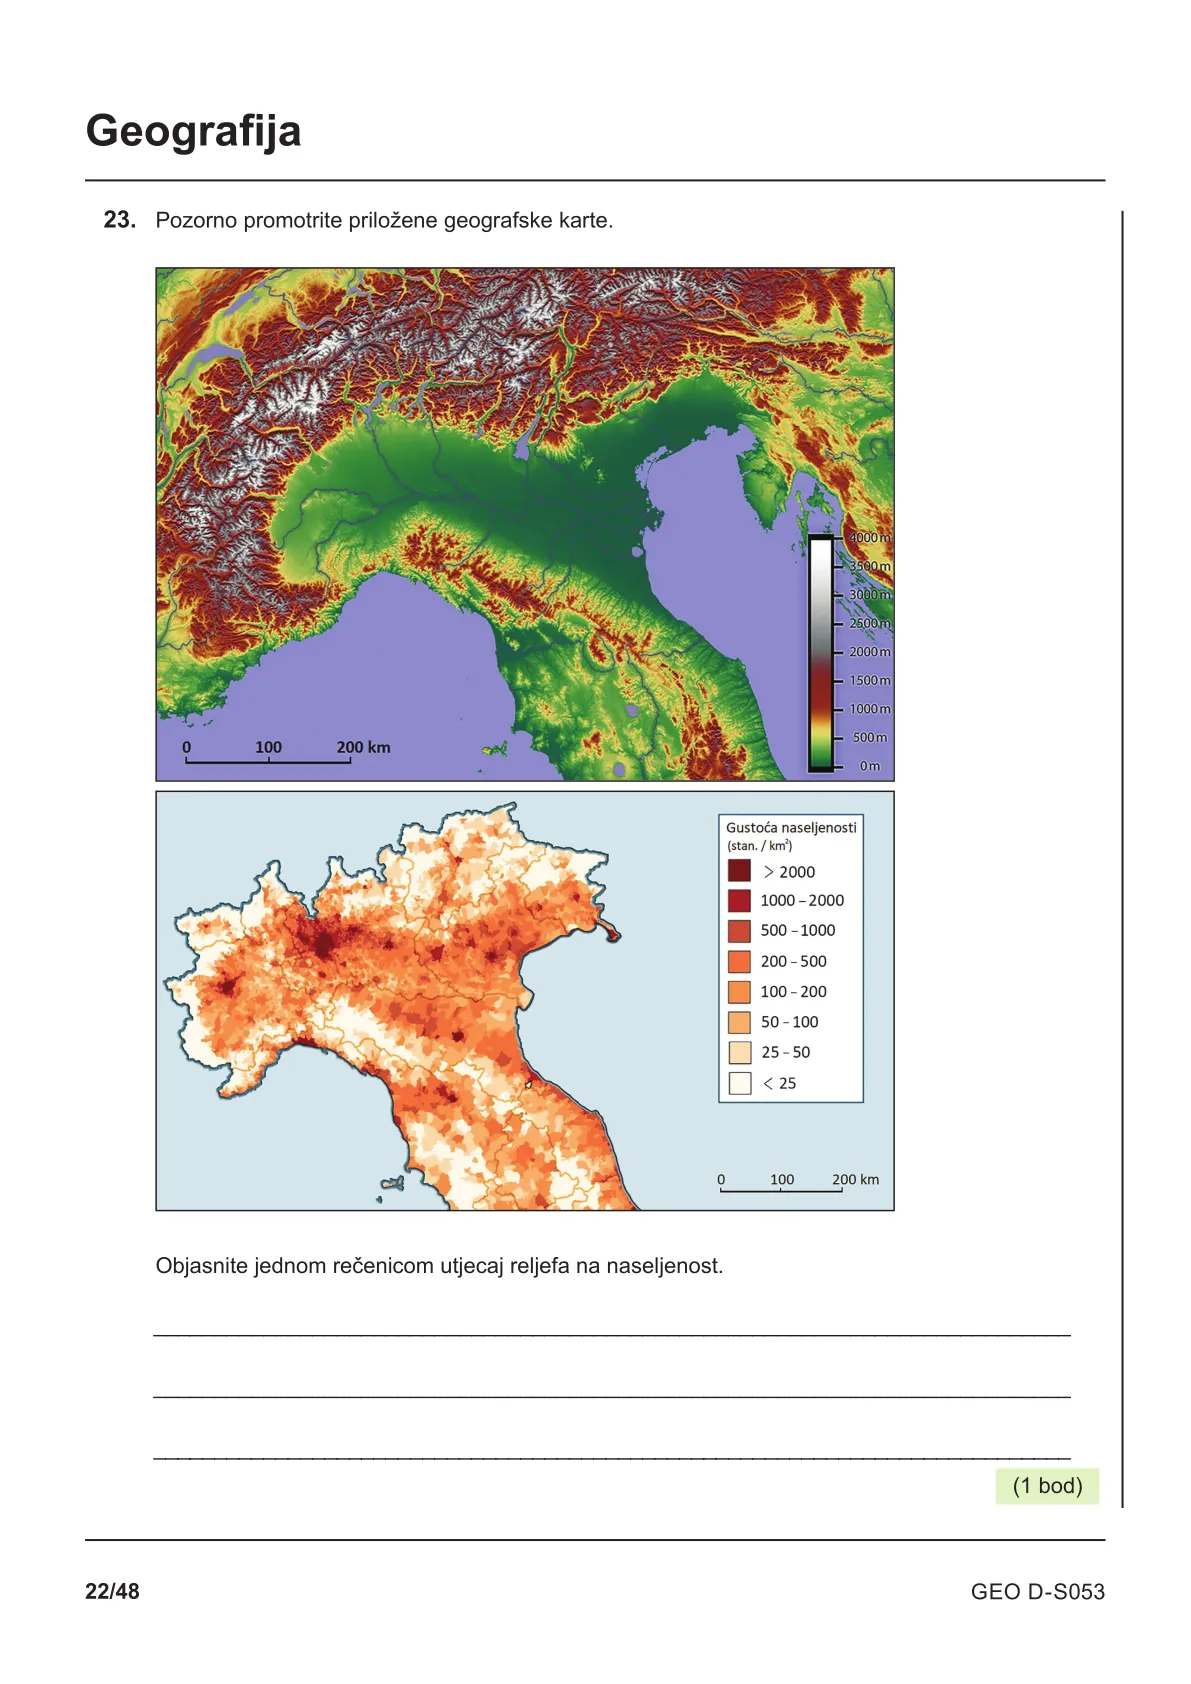 Geografija
23. Pozorno promotrite priložene geografske karte.
4000 m
3500 m
3000 m
2500 m
2000 m
1500 m
1000 m
500 m
0 m
0 100 200 km
Gustoća naseljenosti
(stan. / km²)
> 2000
1000 – 2000
500 – 1000
200 – 500
100 – 200
50 – 100
25 – 50
< 25
0 100 200 km
Objasnite jednom rečenicom utjecaj reljefa na naseljenost.
(1 bod)
22/48 GEO D-S053